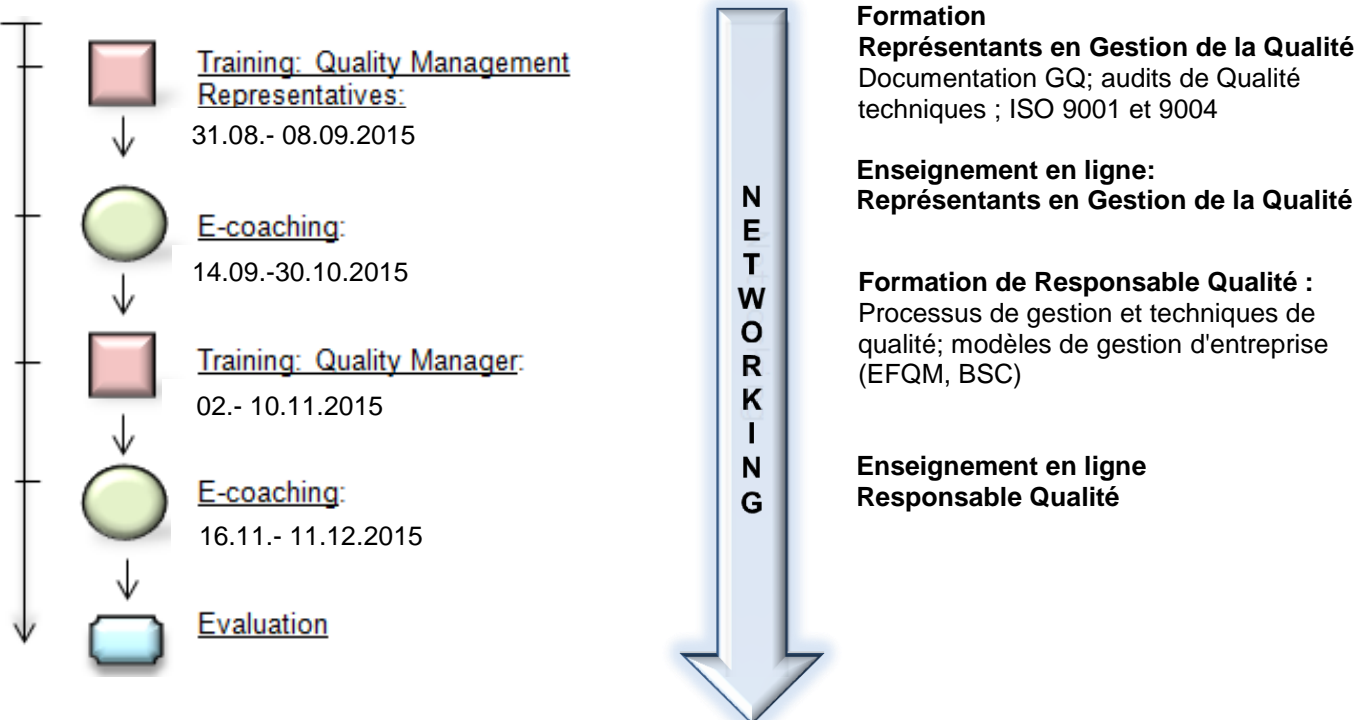 Training: Quality Management
Representatives:
31.08.- 08.09.2015
E-coaching:
14.09.-30.10.2015
Training: Quality Manager:
02.- 10.11.2015
E-coaching:
16.11.- 11.12.2015
Evaluation
N
E
T
W
O
R
K
I
N
G
Formation
Représentants en Gestion de la Qualité
Documentation GQ; audits de Qualité
techniques ; ISO 9001 et 9004
Enseignement en ligne:
Représentants en Gestion de la Qualité
Formation de Responsable Qualité :
Processus de gestion et techniques de
qualité; modèles de gestion d'entreprise
(EFQM, BSC)
Enseignement en ligne
Responsable Qualité